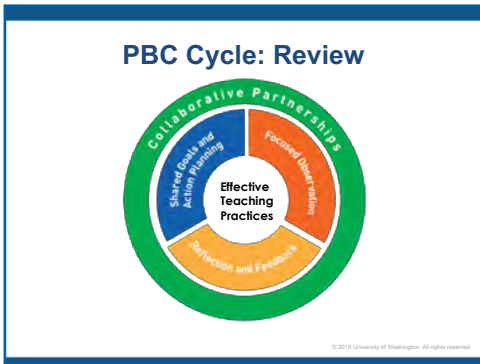 PBC Cycle: Review
Collaborative Partnerships
Shared Goals and
Action Planning
Focused Observation
Effective
Teaching
Practices
Reflection and Feedback
© 2016 University of Washington. All rights reserved.